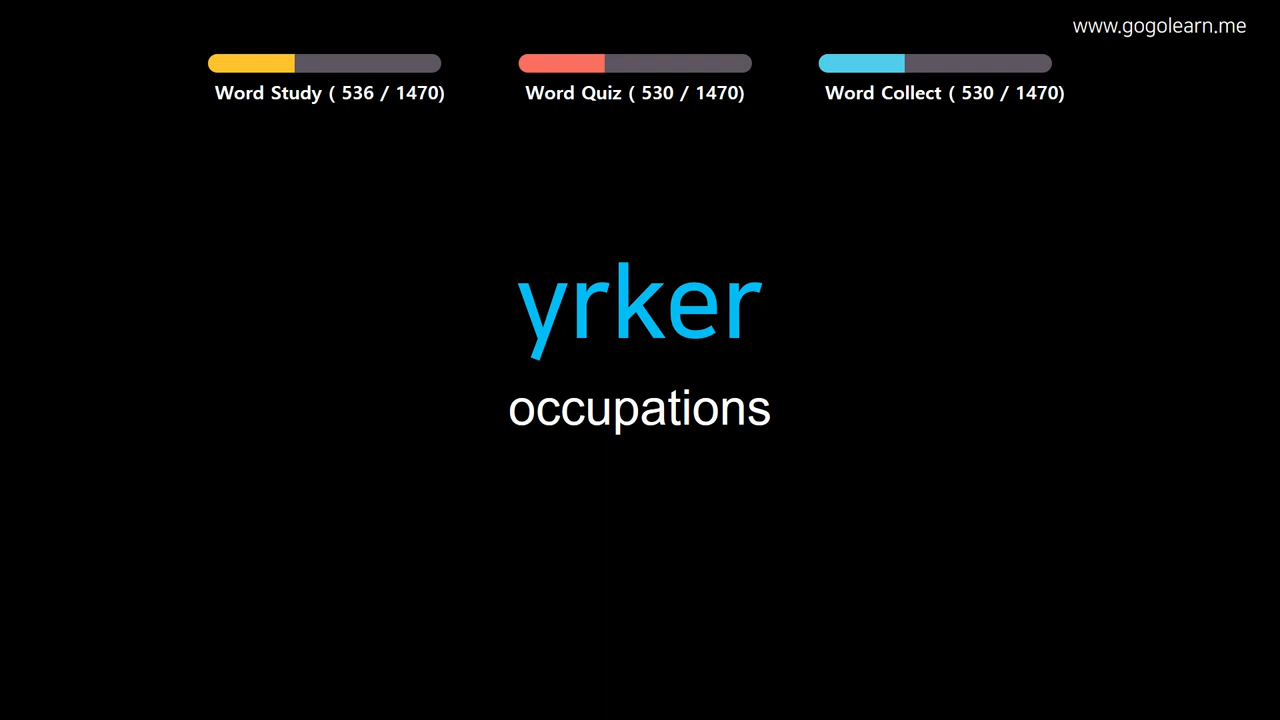 www.gogolearn.me
Word Study ( 536 / 1470)
Word Quiz ( 530 / 1470)
Word Collect ( 530 / 1470)
yrker
occupations